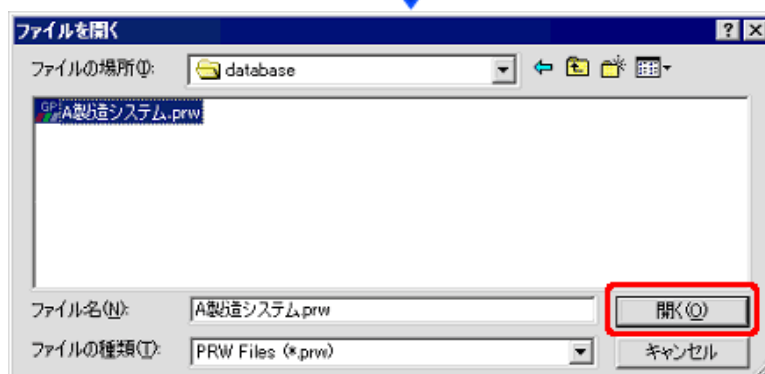 ファイルを開く
ファイルの場所(I):
database
A製造システム.prw
ファイル名(N):
A製造システム.prw
開く(O)
ファイルの種類(T):
PRW Files (*.prw)
キャンセル